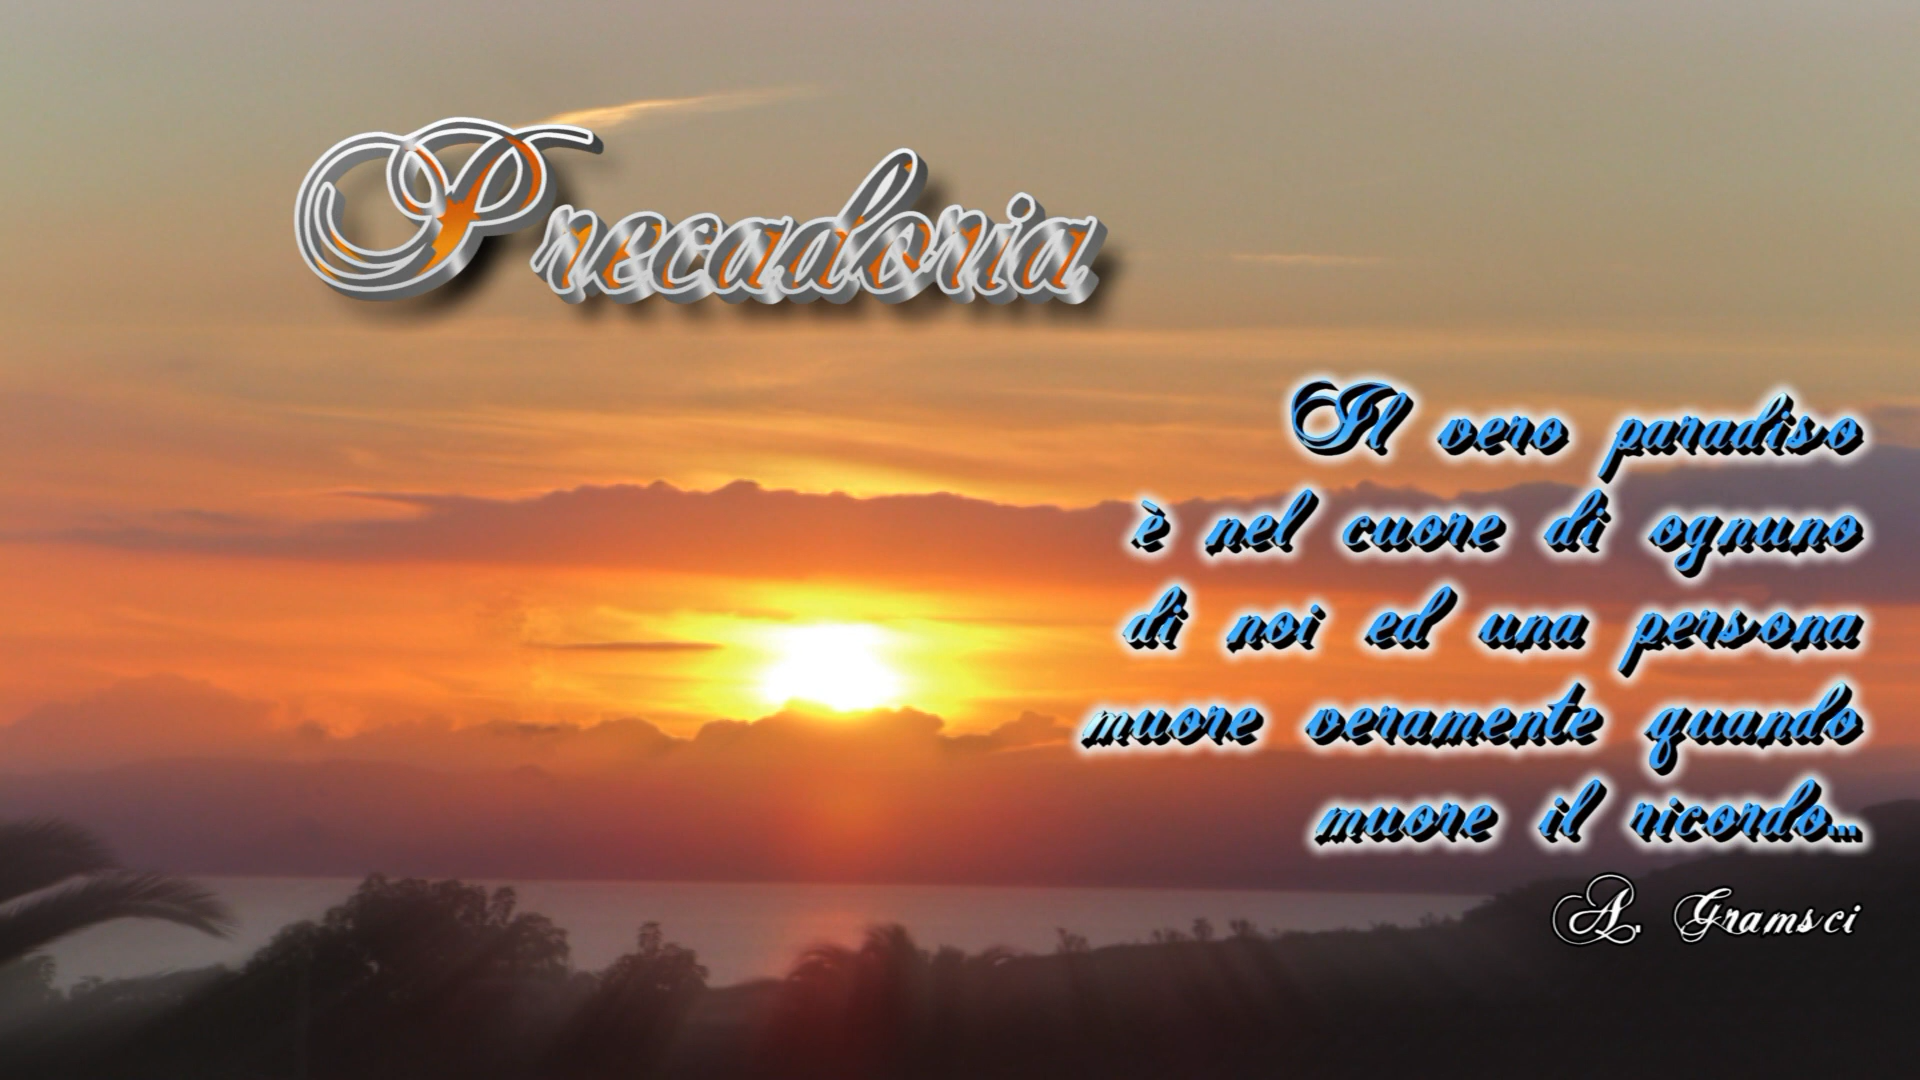 Precadoria
Il vero paradiso
è nel cuore di ognuno
di noi ed una persona
muore veramente quando
muore il ricordo...
A. Gramsci